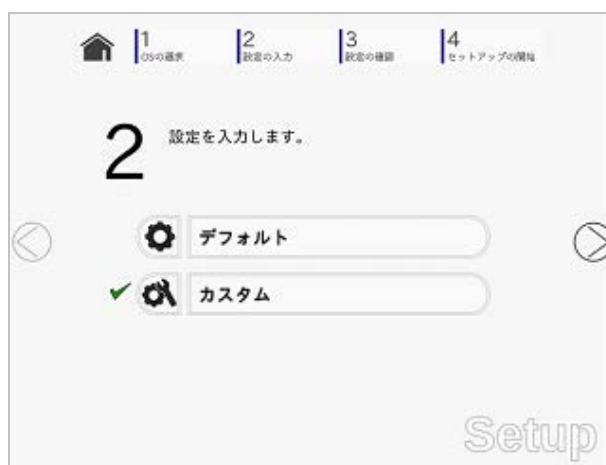 1
OSの選択
2
設定の入力
3
設定の確認
4
セットアップの開始
2
設定を入力します。
デフォルト
カスタム
Setup